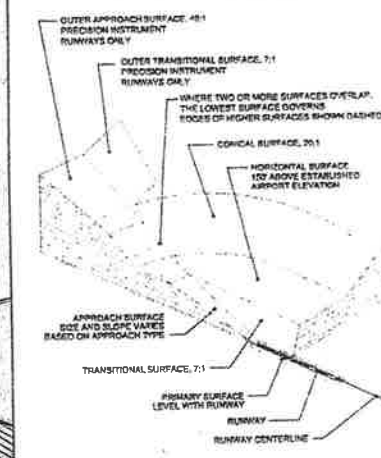 OUTER APPROACH SURFACE, 40:1
PRECISION INSTRUMENT
RUNWAYS ONLY
OUTER TRANSITIONAL SURFACE, 7:1
PRECISION INSTRUMENT
RUNWAYS ONLY
WHERE TWO OR MORE SURFACES OVERLAP,
THE LOWEST SURFACE GOVERNS
EDGES OF HIGHER SURFACES SHOWN DASHED
CONICAL SURFACE, 20:1
HORIZONTAL SURFACE
150' ABOVE ESTABLISHED
AIRPORT ELEVATION
APPROACH SURFACE
SIZE AND SLOPE VARIES
BASED ON APPROACH TYPE
TRANSITIONAL SURFACE, 7:1
PRIMARY SURFACE
LEVEL WITH RUNWAY
RUNWAY
RUNWAY CENTERLINE